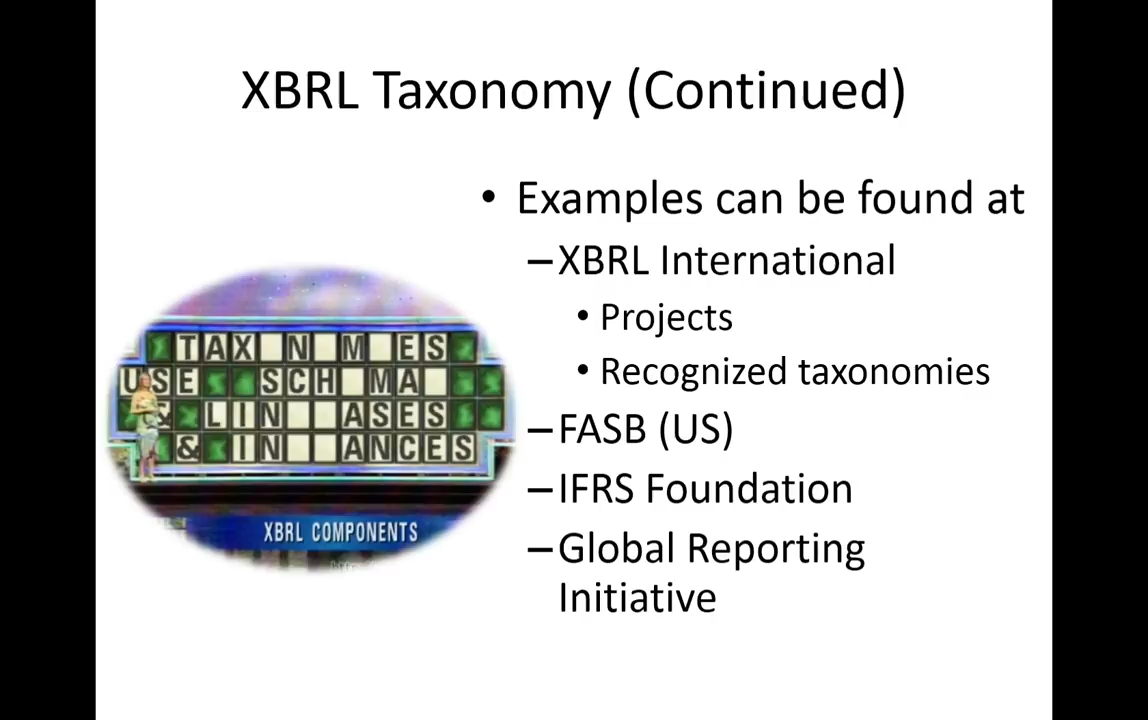 XBRL Taxonomy (Continued)
• Examples can be found at
–XBRL International
• Projects
• Recognized taxonomies
–FASB (US)
–IFRS Foundation
–Global Reporting
Initiative
TAX N M ES
USE SCH MA
& LIN ASES
& IN ANCES
XBRL COMPONENTS